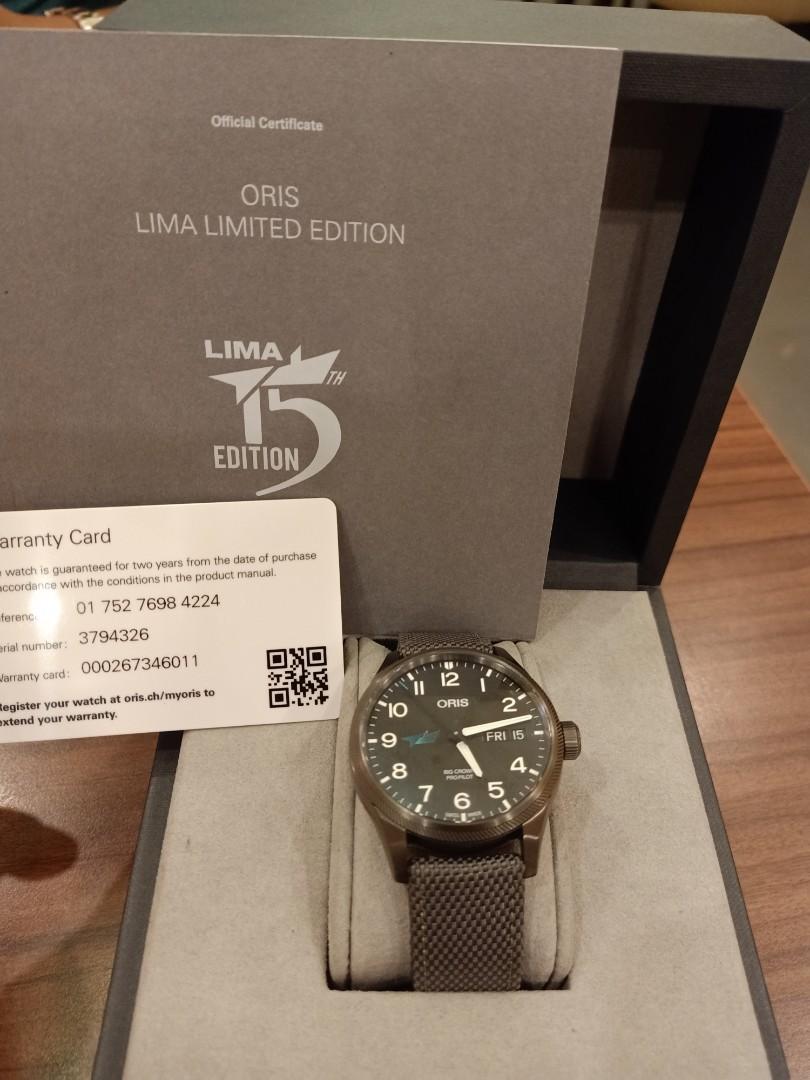 Official Certificate
ORIS
LIMA LIMITED EDITION
LIMA
15TH
EDITION
arranty Card
watch is guaranteed for two years from the date of purchase
accordance with the conditions in the product manual.
ference 01 752 7698 4224
erial number: 3794326
Warranty card: 000267346011
Register your watch at oris.ch/myoris to
extend your warranty.
12
11 1
10 2
ORIS
9 FRI 15
8 4
BIG CROWN
PROPILOT
7 5
6